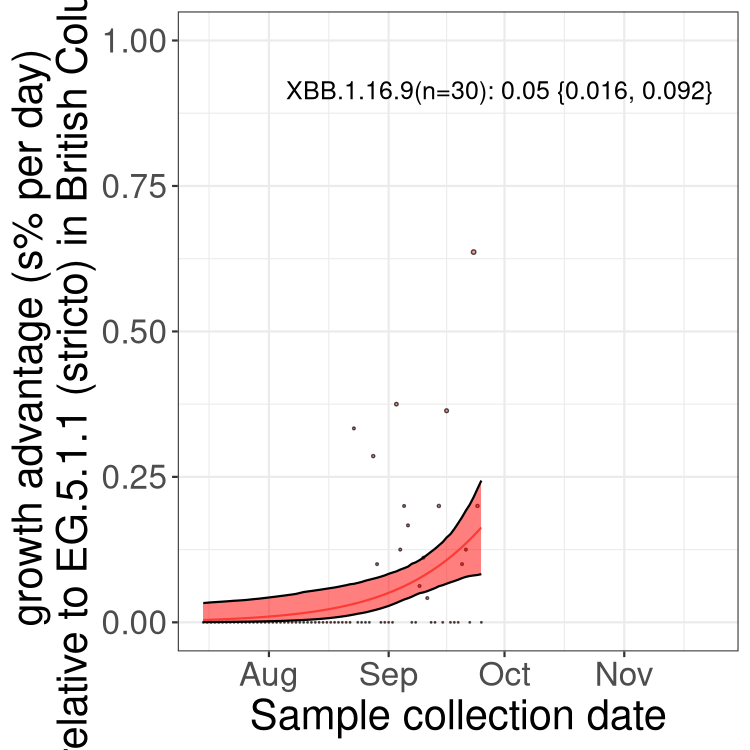 growth advantage (s% per day)
relative to EG.5.1.1 (stricto) in British
1.00
0.75
0.50
0.25
0.00
XBB.1.16.9(n=30): 0.05 {0.016, 0.092}
Aug Sep Oct Nov
Sample collection date